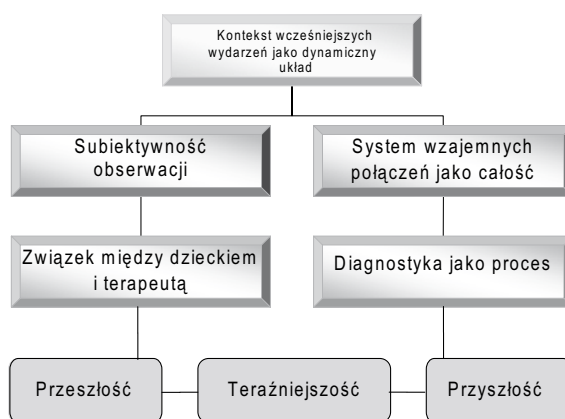 Kontekst wcześniejszych
wydarzeń jako dynamiczny
układ
Subiektywność
obserwacji
System wzajemnych
połączeń jako całość
Związek między dzieckiem
i terapeutą
Diagnostyka jako proces
Przeszłość
Teraźniejszość
Przyszłość